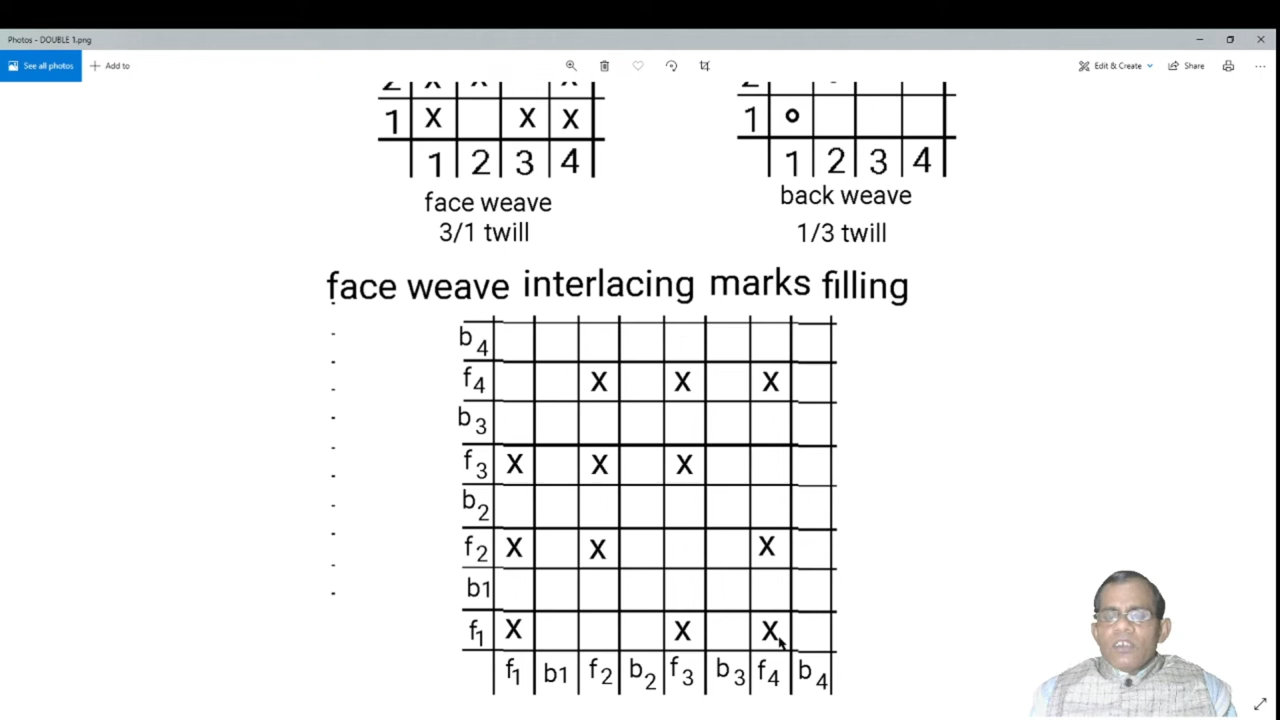 Photos - DOUBLE 1.png
See all photos
Add to
Edit & Create
Share
1 X X X
1 2 3 4
face weave
3/1 twill
1 o
1 2 3 4
back weave
1/3 twill
face weave interlacing marks filling
b4
f4 X X X
b3
f3 X X X
b2
f2 X X X
b1
f1 X X X
f1 b1 f2 b2 f3 b3 f4 b4